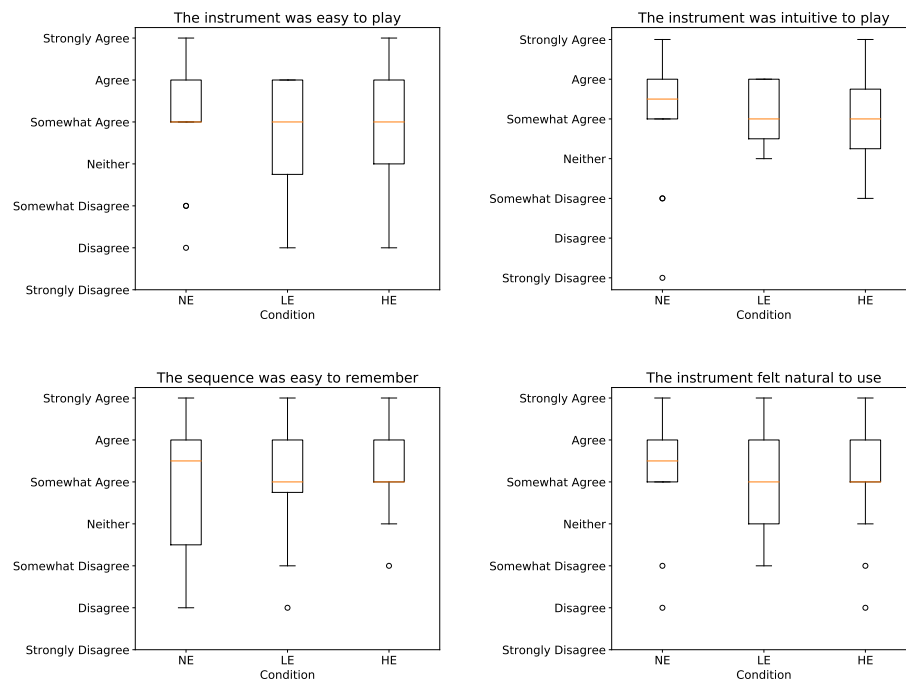 The instrument was easy to play
Strongly Agree
Agree
Somewhat Agree
Neither
Somewhat Disagree
Disagree
Strongly Disagree
NE LE HE
Condition
The instrument was intuitive to play
Strongly Agree
Agree
Somewhat Agree
Neither
Somewhat Disagree
Disagree
Strongly Disagree
NE LE HE
Condition
The sequence was easy to remember
Strongly Agree
Agree
Somewhat Agree
Neither
Somewhat Disagree
Disagree
Strongly Disagree
NE LE HE
Condition
The instrument felt natural to use
Strongly Agree
Agree
Somewhat Agree
Neither
Somewhat Disagree
Disagree
Strongly Disagree
NE LE HE
Condition